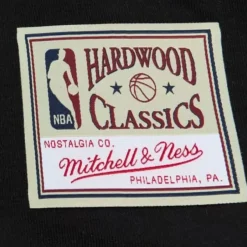 HARDWOOD
CLASSICS
NBA
NOSTALGIA CO.
Mitchell & Ness
PHILADELPHIA, PA.